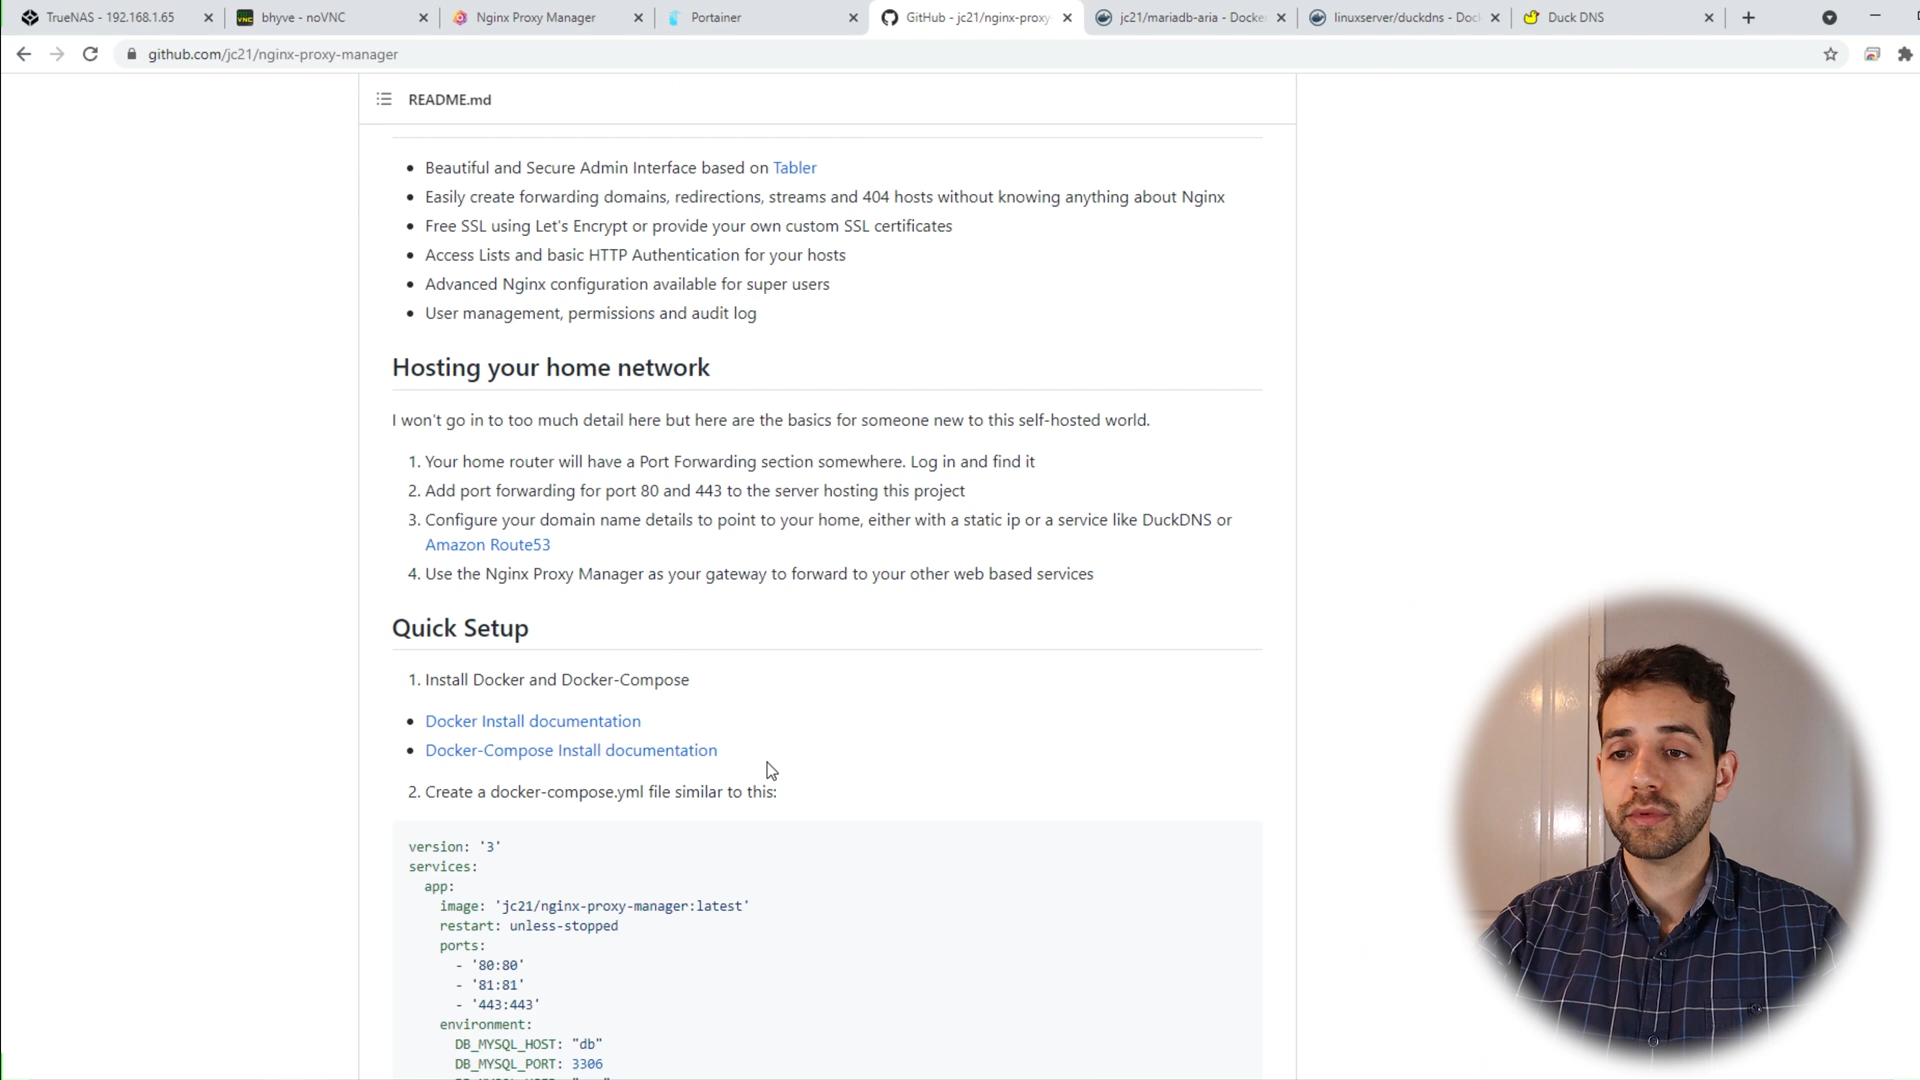 TrueNAS - 192.168.1.65
bhyve - noVNC
Nginx Proxy Manager
Portainer
GitHub - jc21/nginx-proxy-
jc21/mariadb-aria - Docke
linuxserver/duckdns - Doc
Duck DNS
github.com/jc21/nginx-proxy-manager
README.md
Beautiful and Secure Admin Interface based on Tabler
Easily create forwarding domains, redirections, streams and 404 hosts without knowing anything about Nginx
Free SSL using Let's Encrypt or provide your own custom SSL certificates
Access Lists and basic HTTP Authentication for your hosts
Advanced Nginx configuration available for super users
User management, permissions and audit log
Hosting your home network
I won't go in to too much detail here but here are the basics for someone new to this self-hosted world.
1. Your home router will have a Port Forwarding section somewhere. Log in and find it
2. Add port forwarding for port 80 and 443 to the server hosting this project
3. Configure your domain name details to point to your home, either with a static ip or a service like DuckDNS or
Amazon Route53
4. Use the Nginx Proxy Manager as your gateway to forward to your other web based services
Quick Setup
1. Install Docker and Docker-Compose
Docker Install documentation
Docker-Compose Install documentation
2. Create a docker-compose.yml file similar to this:
version: '3'
services:
app:
image: 'jc21/nginx-proxy-manager:latest'
restart: unless-stopped
ports:
- '80:80'
- '81:81'
- '443:443'
environment:
DB_MYSQL_HOST: "db"
DB_MYSQL_PORT: 3306